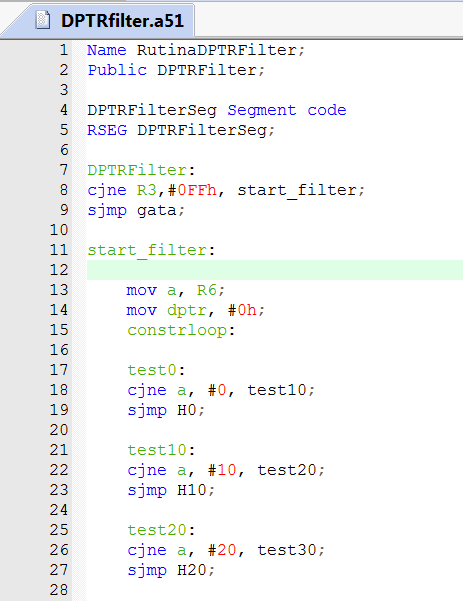 DPTRfilter.a51
1 Name RutinaDPTRFilter;
2 Public DPTRFilter;
3
4 DPTRFilterSeg Segment code
5 RSEG DPTRFilterSeg;
6
7 DPTRFilter:
8 cjne R3,#0FFh, start_filter;
9 sjmp gata;
10
11 start_filter:
12
13 mov a, R6;
14 mov dptr, #0h;
15 constrloop:
16
17 test0:
18 cjne a, #0, test10;
19 sjmp H0;
20
21 test10:
22 cjne a, #10, test20;
23 sjmp H10;
24
25 test20:
26 cjne a, #20, test30;
27 sjmp H20;
28